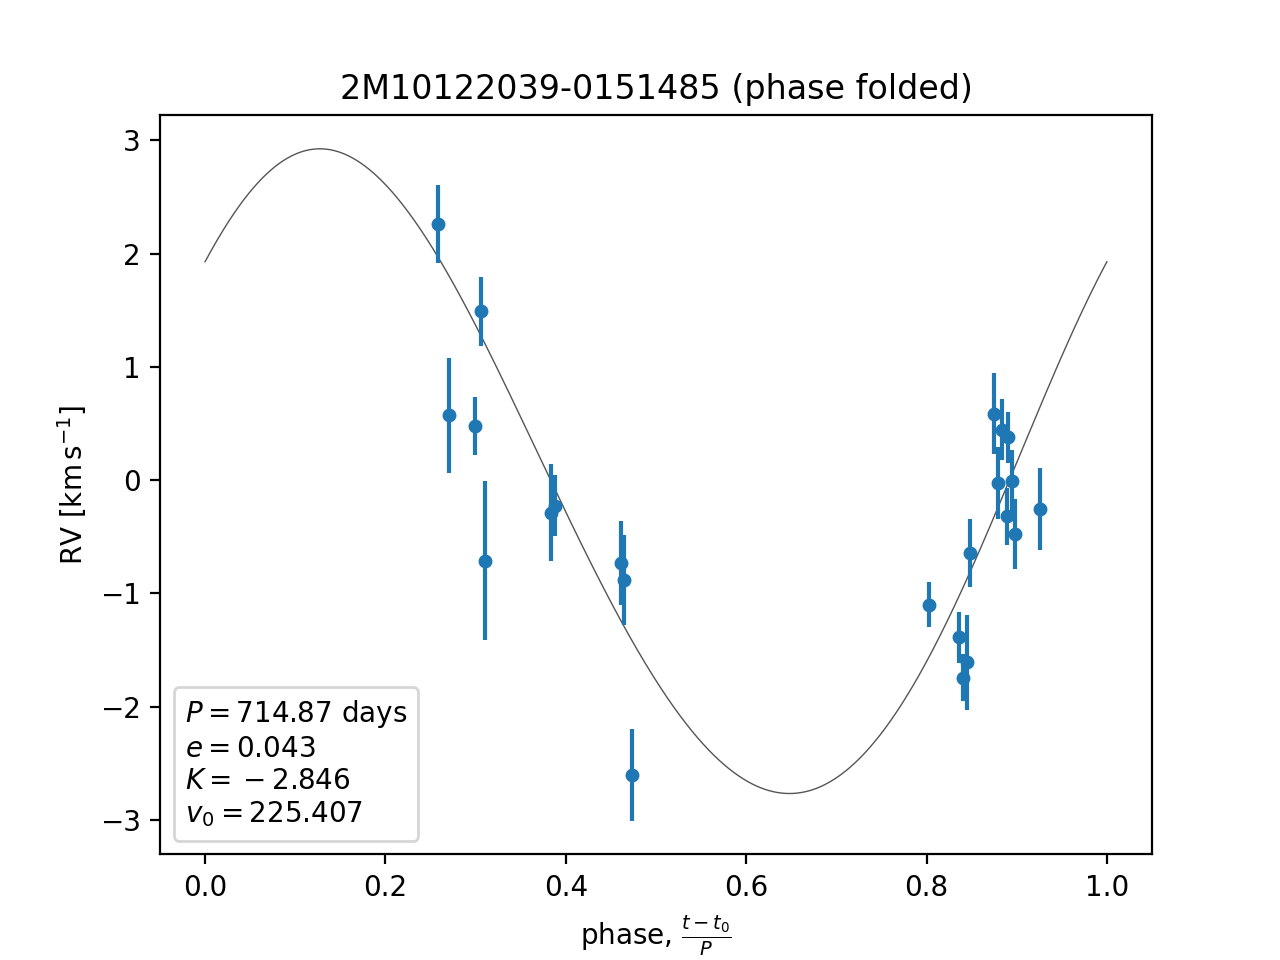 2M10122039-0151485 (phase folded)
RV [km s⁻¹]
3
2
1
0
−1
−2
−3
P = 714.87 days
e = 0.043
K = −2.846
v₀ = 225.407
0.0 0.2 0.4 0.6 0.8 1.0
phase, (t − t₀)/P